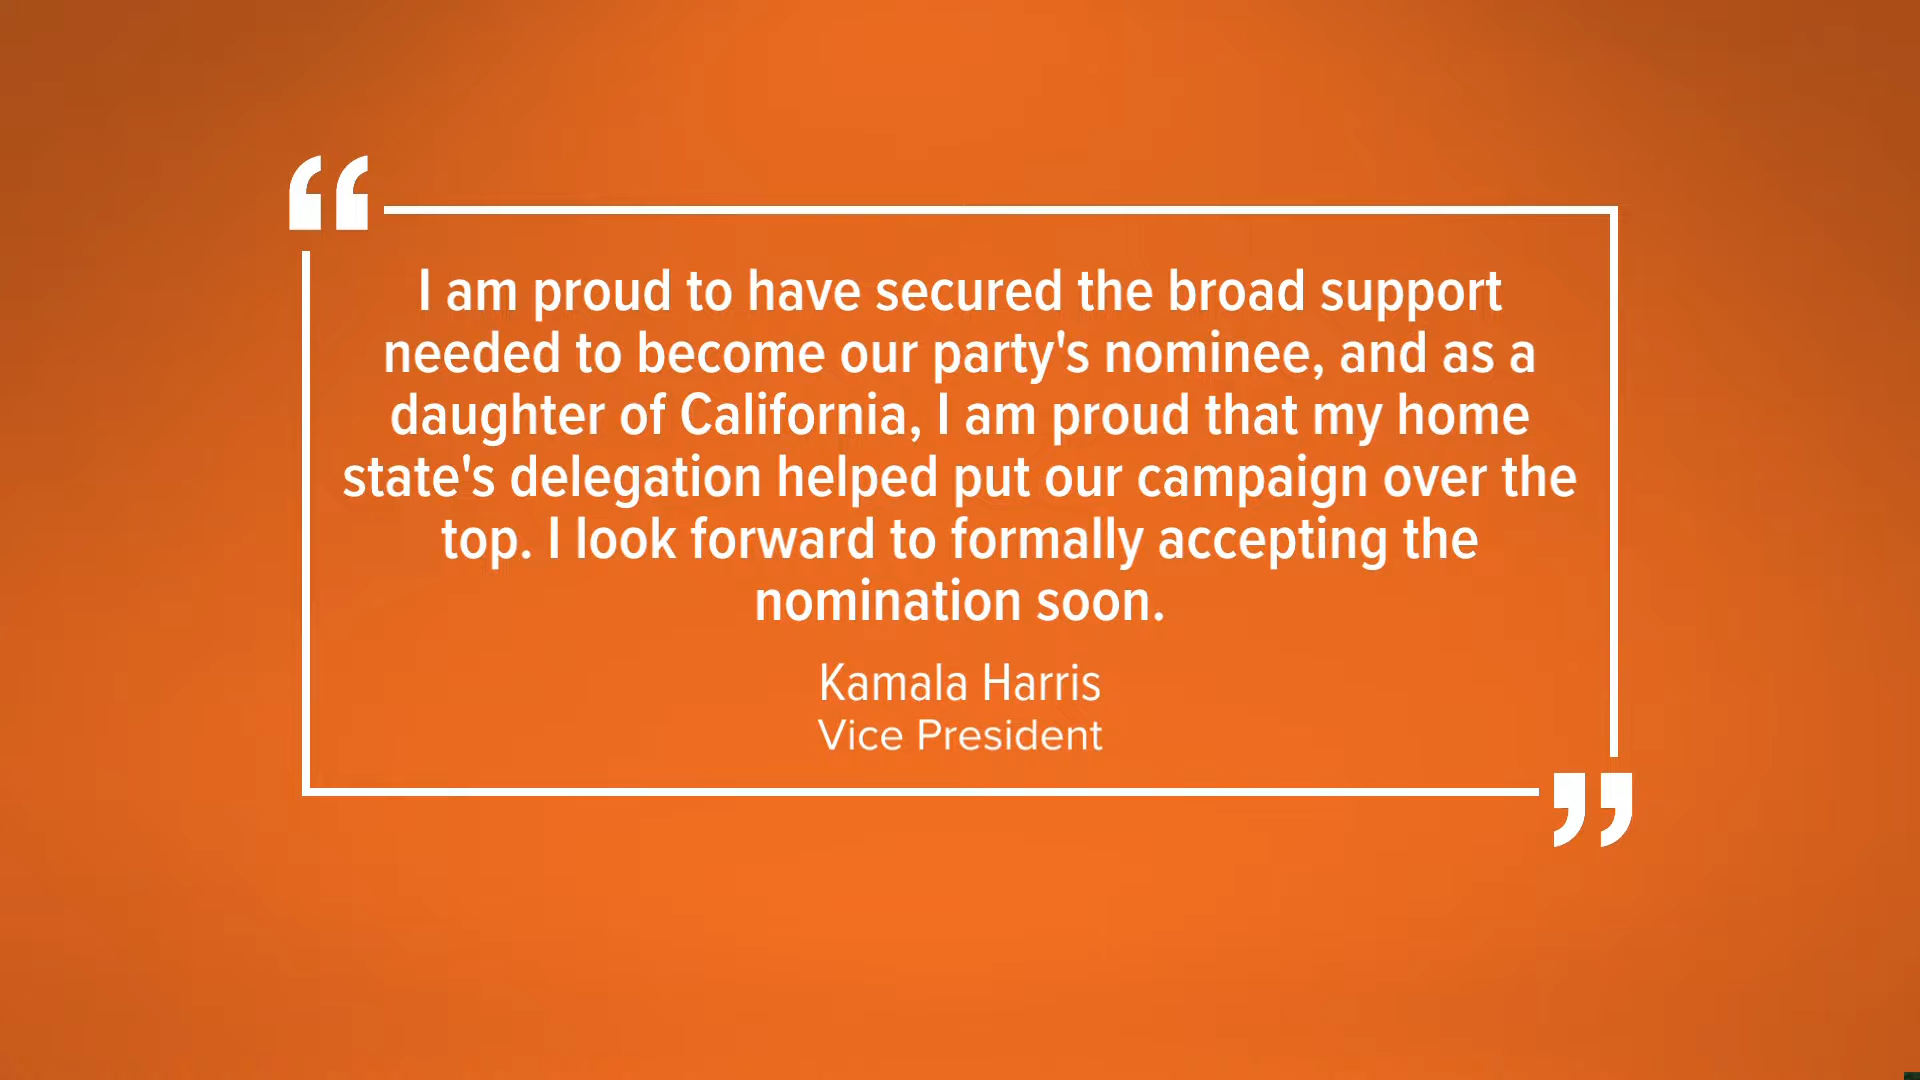 “
I am proud to have secured the broad support
needed to become our party's nominee, and as a
daughter of California, I am proud that my home
state's delegation helped put our campaign over the
top. I look forward to formally accepting the
nomination soon.
Kamala Harris
Vice President
”